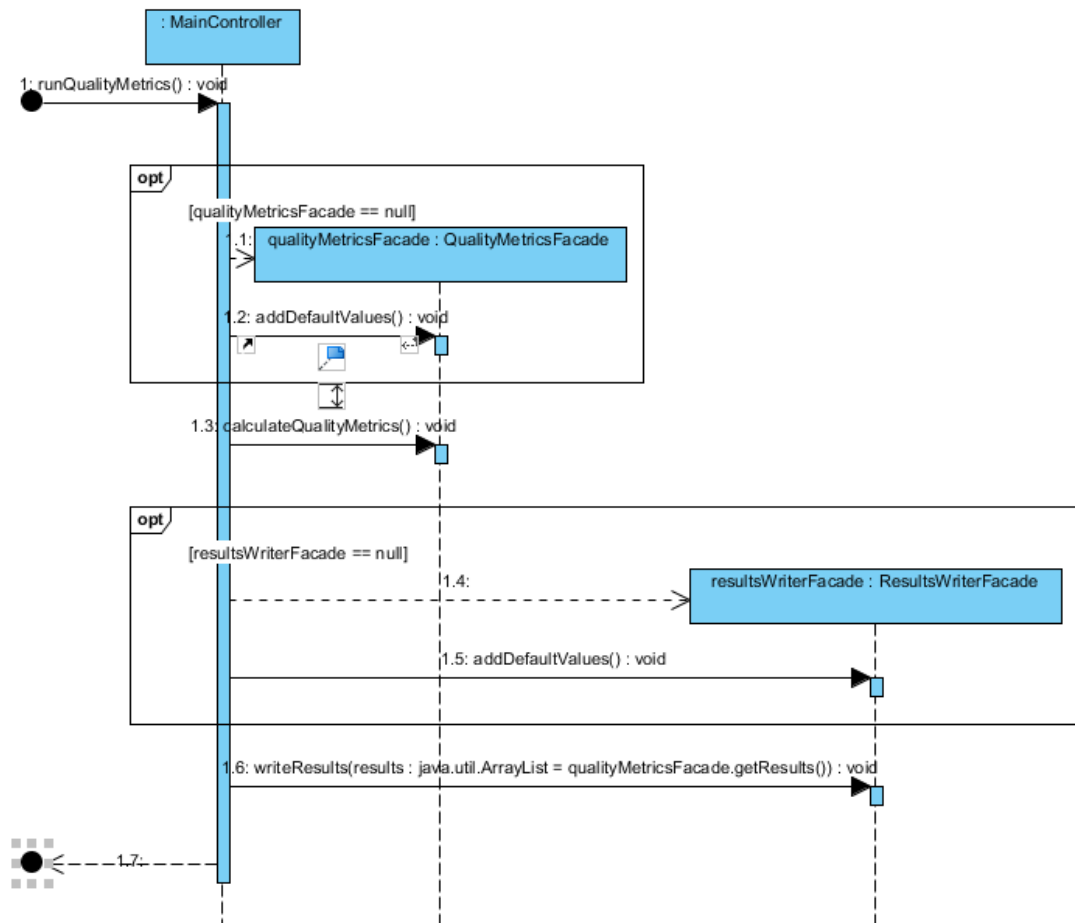 : MainController
1: runQualityMetrics() : void
opt
[qualityMetricsFacade == null]
1.1:
qualityMetricsFacade : QualityMetricsFacade
1.2: addDefaultValues() : void
1.3: calculateQualityMetrics() : void
opt
[resultsWriterFacade == null]
1.4:
resultsWriterFacade : ResultsWriterFacade
1.5: addDefaultValues() : void
1.6: writeResults(results : java.util.ArrayList = qualityMetricsFacade.getResults()) : void
1.7: